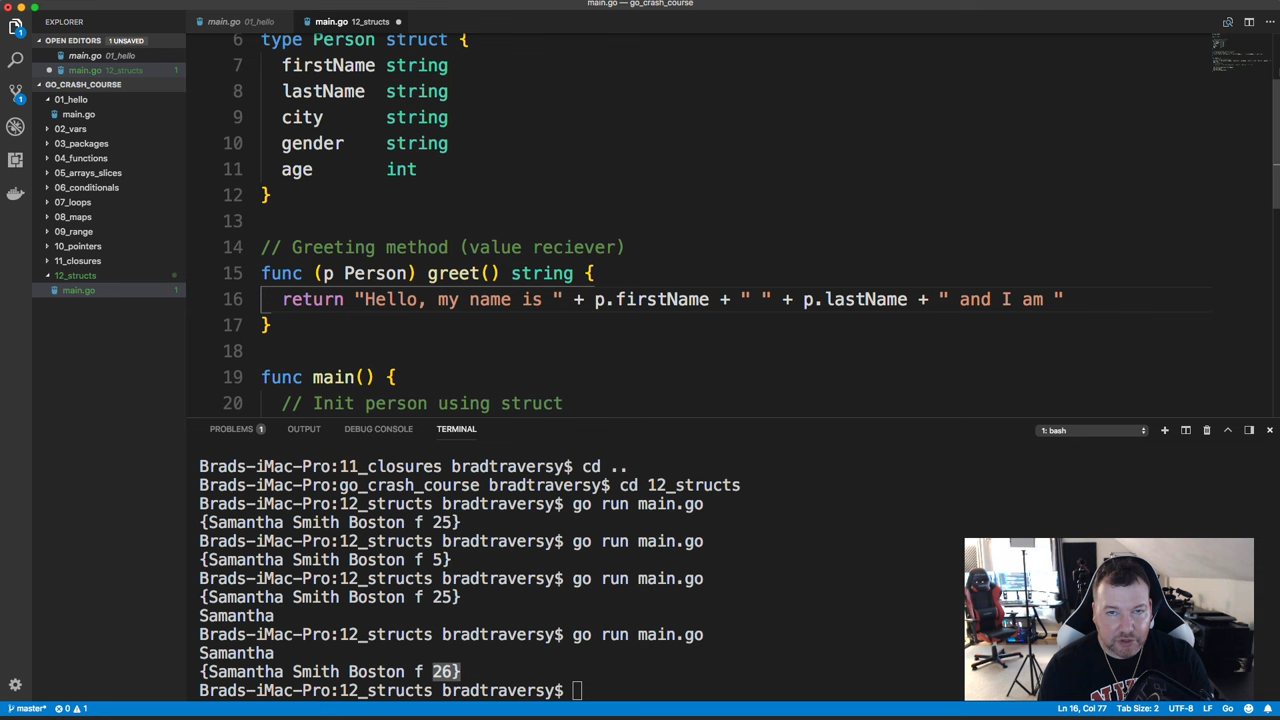 main.go — go_crash_course
EXPLORER
main.go 01_hello
main.go 12_structs
OPEN EDITORS 1 UNSAVED
main.go 01_hello
main.go 12_structs 1
GO_CRASH_COURSE
01_hello
main.go
02_vars
03_packages
04_functions
05_arrays_slices
06_conditionals
07_loops
08_maps
09_range
10_pointers
11_closures
12_structs
main.go 1
6 type Person struct {
7 firstName string
8 lastName string
9 city string
10 gender string
11 age int
12 }
13
14 // Greeting method (value reciever)
15 func (p Person) greet() string {
16 return "Hello, my name is " + p.firstName + " " + p.lastName + " and I am "
17 }
18
19 func main() {
20 // Init person using struct
PROBLEMS 1 OUTPUT DEBUG CONSOLE TERMINAL 1: bash
Brads-iMac-Pro:11_closures bradtraversy$ cd ..
Brads-iMac-Pro:go_crash_course bradtraversy$ cd 12_structs
Brads-iMac-Pro:12_structs bradtraversy$ go run main.go
{Samantha Smith Boston f 25}
Brads-iMac-Pro:12_structs bradtraversy$ go run main.go
{Samantha Smith Boston f 5}
Brads-iMac-Pro:12_structs bradtraversy$ go run main.go
{Samantha Smith Boston f 25}
Samantha
Brads-iMac-Pro:12_structs bradtraversy$ go run main.go
Samantha
{Samantha Smith Boston f 26}
Brads-iMac-Pro:12_structs bradtraversy$
master* 0 1 Ln 16, Col 77 Tab Size: 2 UTF-8 LF Go